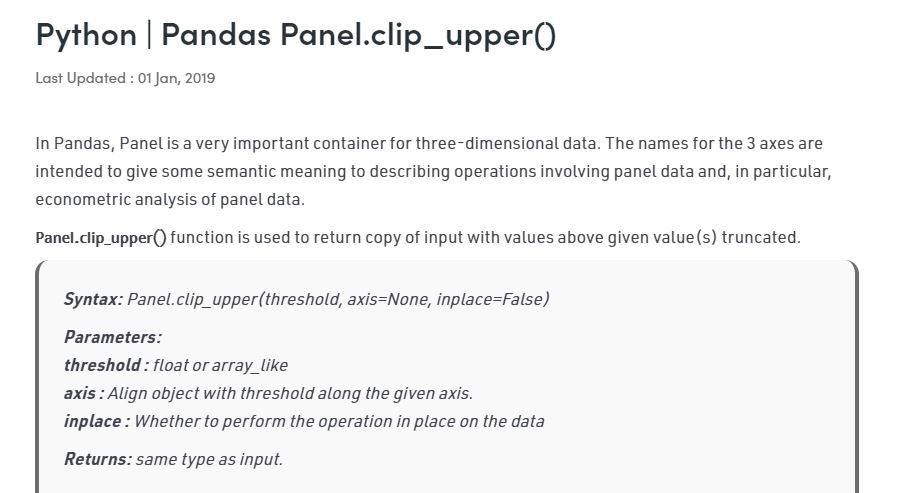 Python | Pandas Panel.clip_upper()
Last Updated : 01 Jan, 2019
In Pandas, Panel is a very important container for three-dimensional data. The names for the 3 axes are
intended to give some semantic meaning to describing operations involving panel data and, in particular,
econometric analysis of panel data.
Panel.clip_upper() function is used to return copy of input with values above given value(s) truncated.
Syntax: Panel.clip_upper(threshold, axis=None, inplace=False)
Parameters:
threshold : float or array_like
axis : Align object with threshold along the given axis.
inplace : Whether to perform the operation in place on the data
Returns: same type as input.